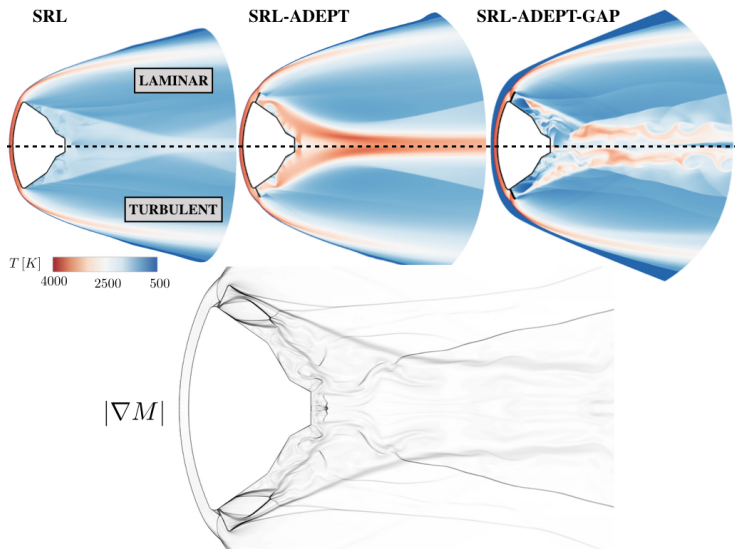 SRL
SRL-ADEPT
SRL-ADEPT-GAP
LAMINAR
TURBULENT
T [K]
4000
2500
500
|∇M|